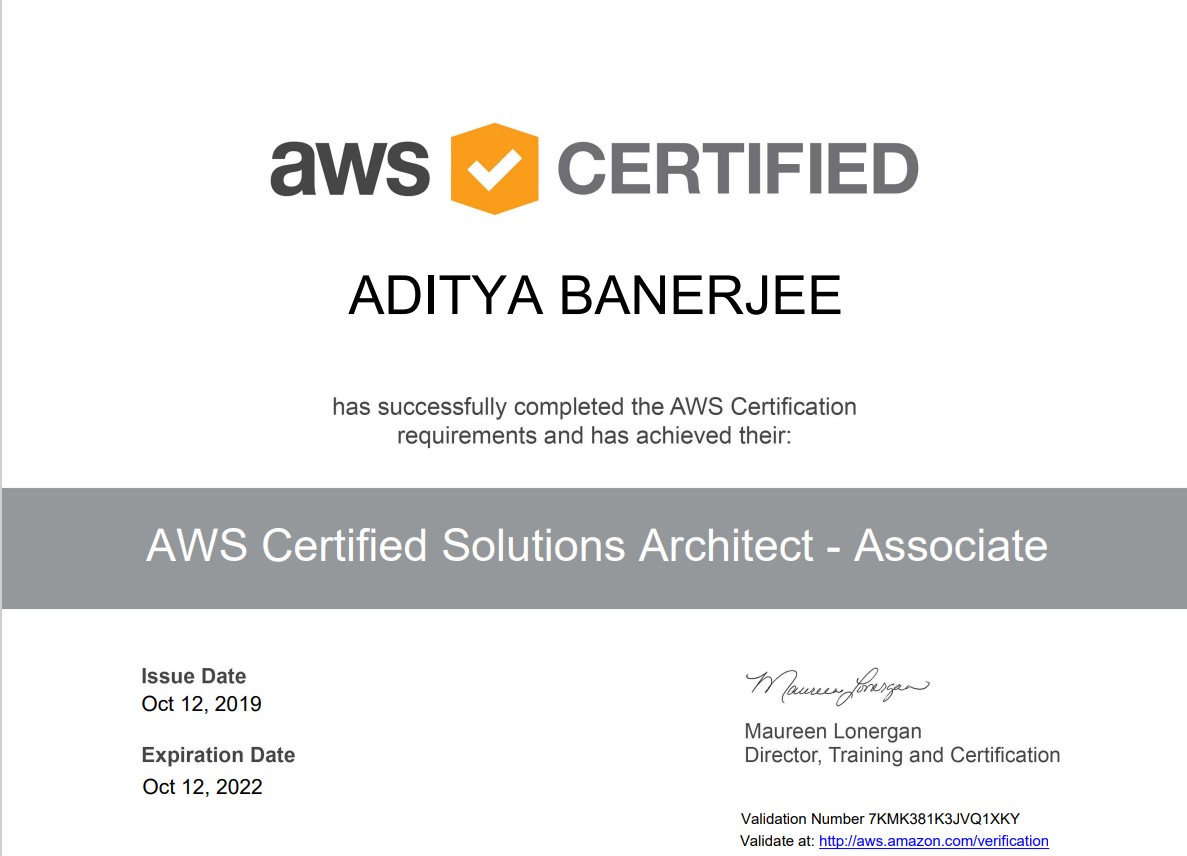 aws CERTIFIED
ADITYA BANERJEE
has successfully completed the AWS Certification
requirements and has achieved their:
AWS Certified Solutions Architect - Associate
Issue Date
Oct 12, 2019
Expiration Date
Oct 12, 2022
Maureen Lonergan
Maureen Lonergan
Director, Training and Certification
Validation Number 7KMK381K3JVQ1XKY
Validate at: http://aws.amazon.com/verification